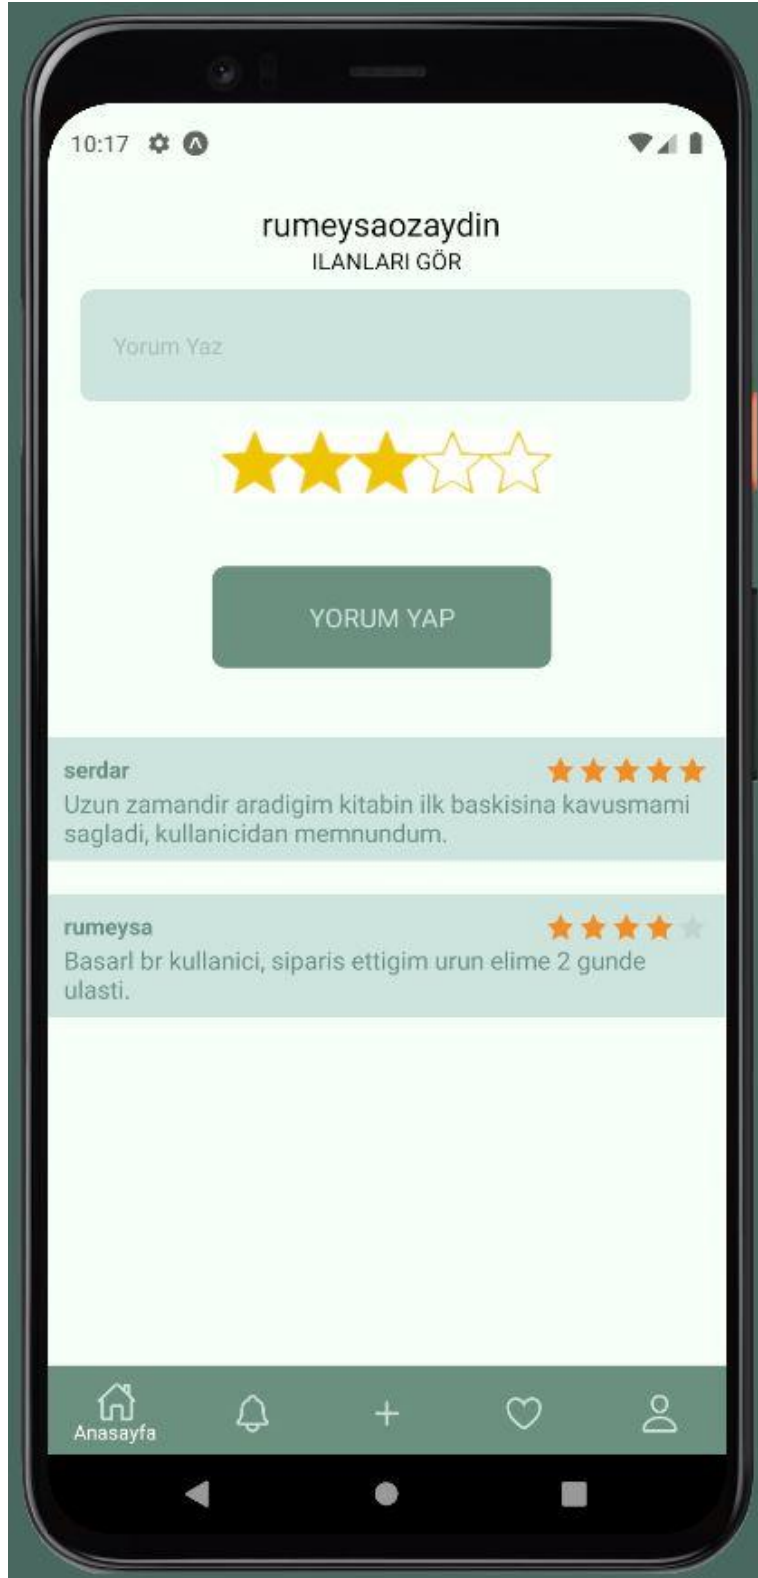 10:17
rumeysaozaydin
ILANLARI GÖR
Yorum Yaz
YORUM YAP
serdar
Uzun zamandir aradigim kitabin ilk baskisina kavusmami
sagladi, kullanicidan memnundum.
rumeysa
Basarl br kullanici, siparis ettigim urun elime 2 gunde
ulasti.
Anasayfa